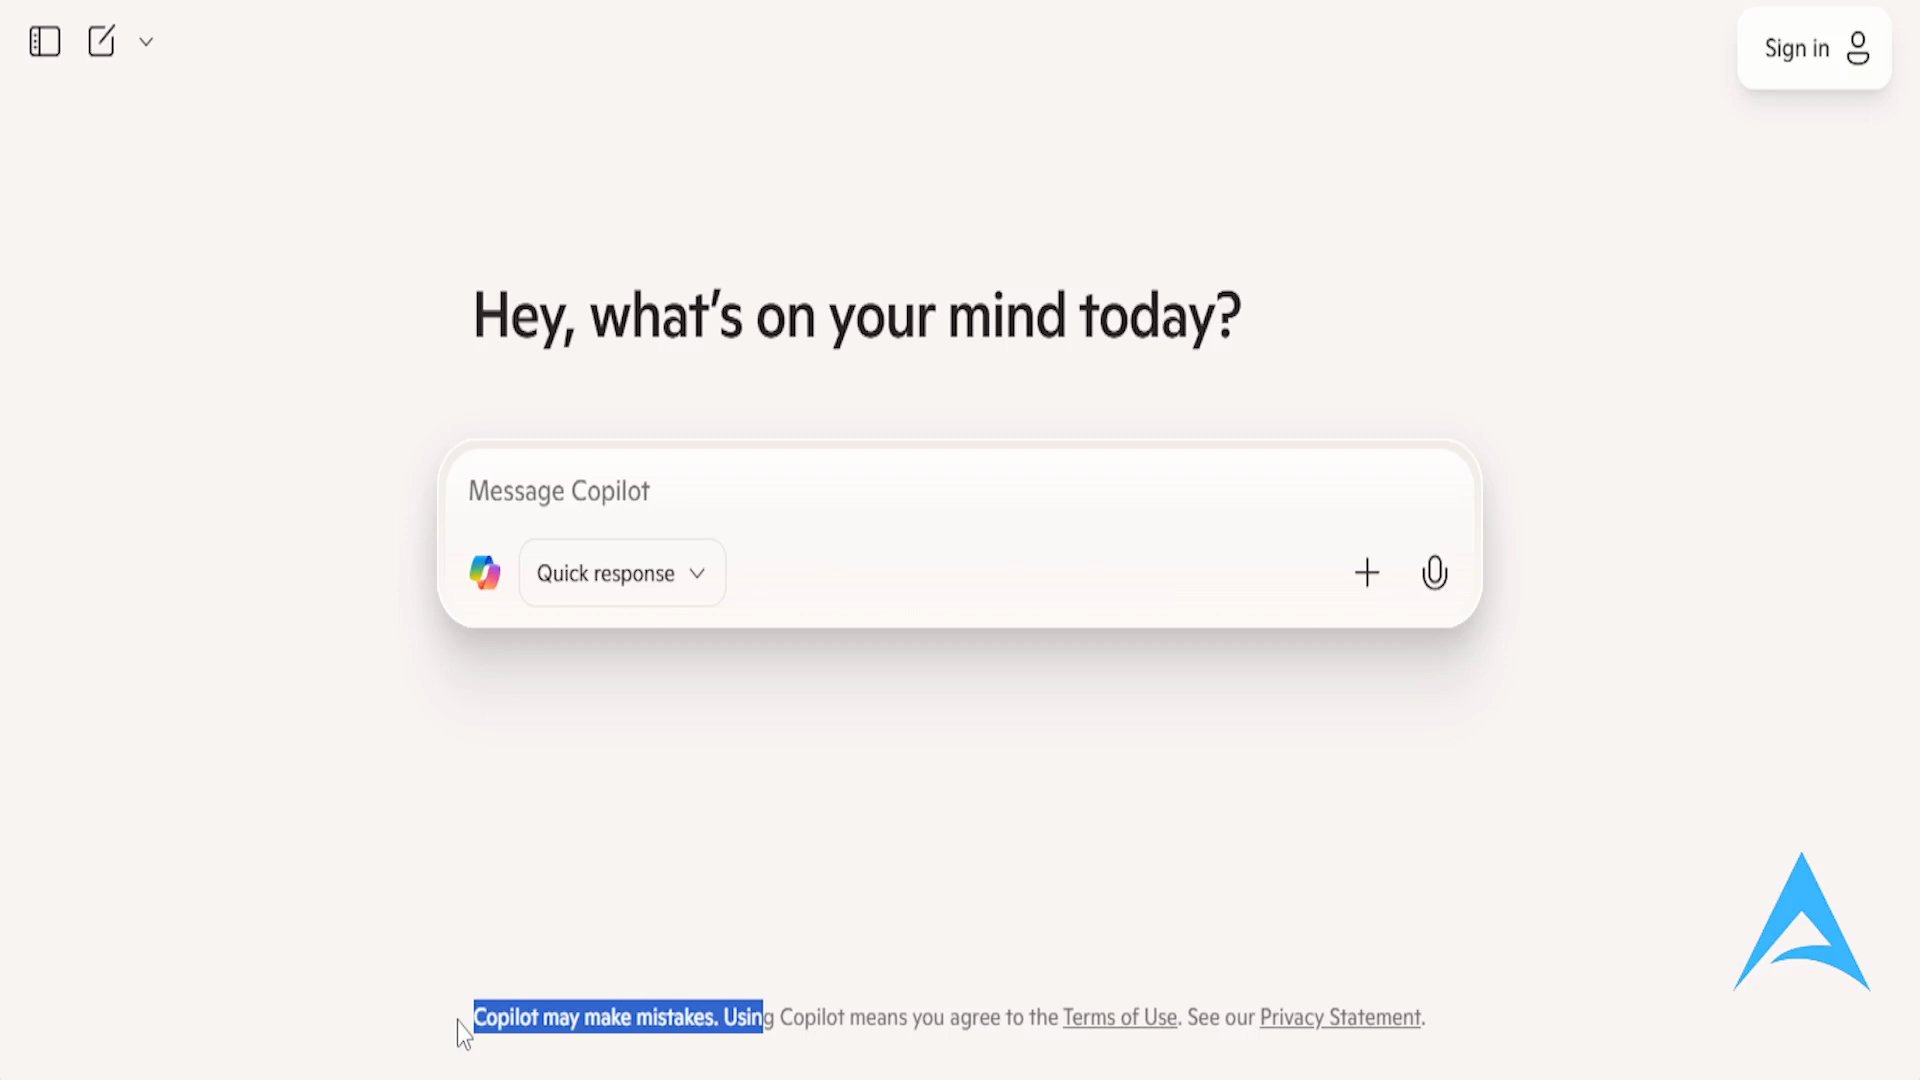 Sign in
Hey, what's on your mind today?
Message Copilot
Quick response
Copilot may make mistakes. Using Copilot means you agree to the Terms of Use. See our Privacy Statement.